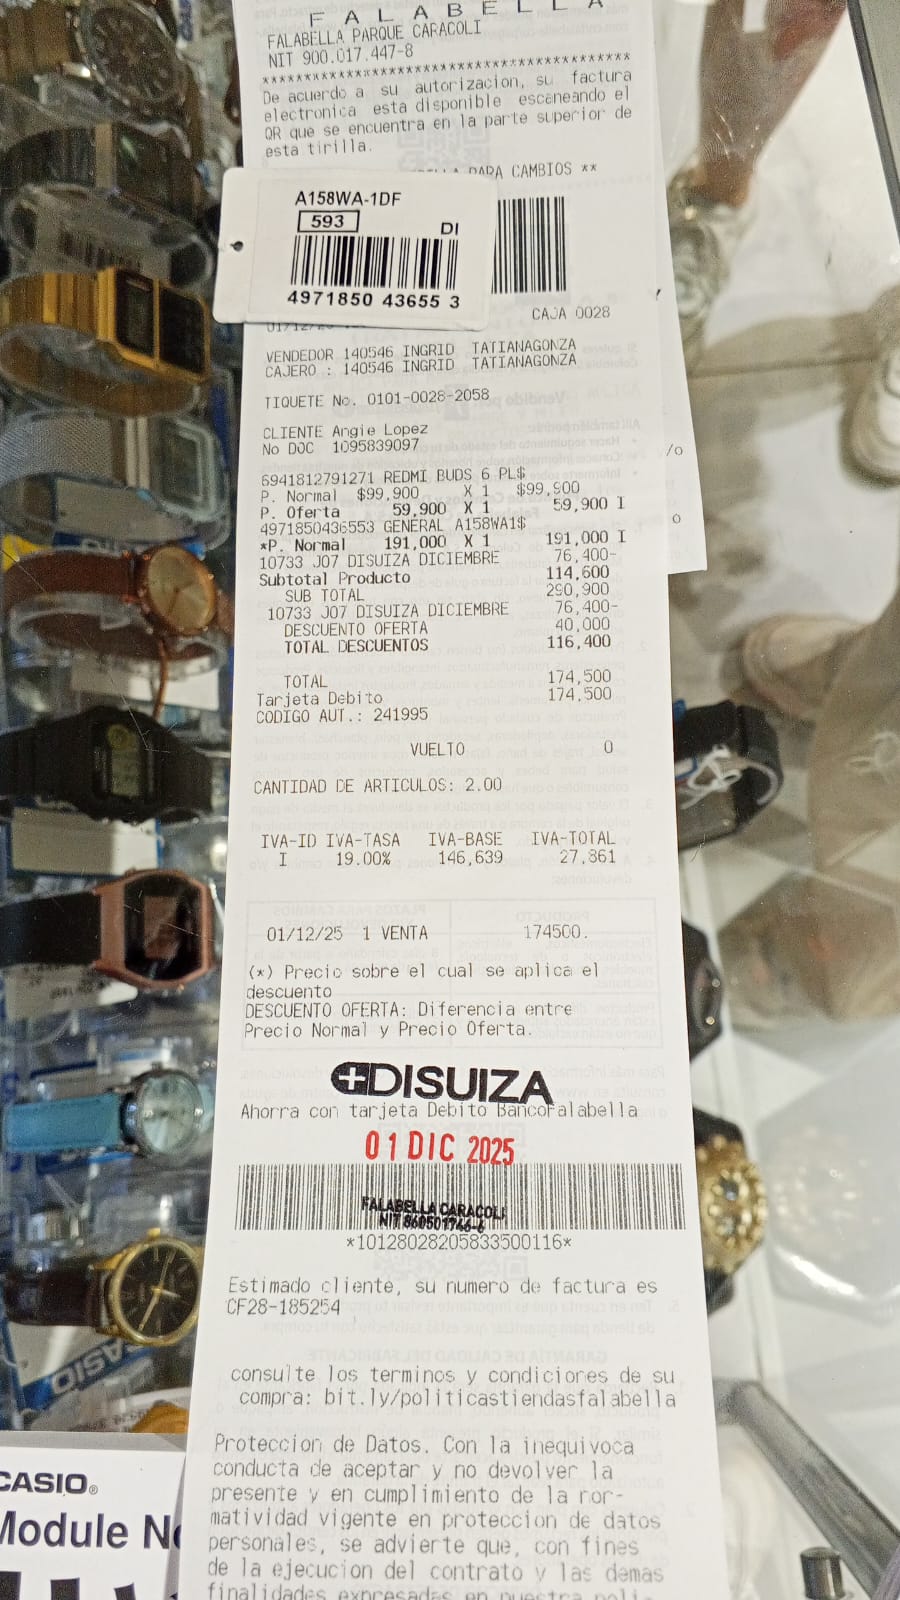 F A L A B E L L A
FALABELLA PARQUE CARACOLI
NIT 900.017.447-8
******************************************
De acuerdo a su autorizacion, su factura
electronica esta disponible escaneando el
QR que se encuentra en la parte superior de
esta tirilla.
PARA CAMBIOS **
A158WA-1DF
593
DI
4971850 43655 3
CAJA 0028
VENDEDOR 140546 INGRID TATIANAGONZA
CAJERO : 140546 INGRID TATIANAGONZA
TIQUETE No. 0101-0028-2058
CLIENTE Angie Lopez
No DOC 1095839097
6941812791271 REDMI BUDS 6 PL$
P. Normal $99,900 X 1 $99,900
P. Oferta 59,900 X 1 59,900 I
4971850436553 GENERAL A158WA1$
*P. Normal 191,000 X 1 191,000 I
10733 J07 DISUIZA DICIEMBRE 76,400-
Subtotal Producto 114,600
SUB TOTAL 290,900
10733 J07 DISUIZA DICIEMBRE 76,400-
DESCUENTO OFERTA 40,000
TOTAL DESCUENTOS 116,400
TOTAL 174,500
Tarjeta Debito 174,500
CODIGO AUT.: 241995
VUELTO 0
CANTIDAD DE ARTICULOS: 2.00
IVA-ID IVA-TASA IVA-BASE IVA-TOTAL
I 19.00% 146,639 27,861
01/12/25 1 VENTA 174500.
(*) Precio sobre el cual se aplica el
descuento
DESCUENTO OFERTA: Diferencia entre
Precio Normal y Precio Oferta.
DISUIZA
Ahorra con tarjeta Debito BancoFalabella
01 DIC 2025
FALABELLA CARACOLI
NIT 860501746-6
*10128028205833500116*
Estimado cliente, su numero de factura es
CF28-185254
consulte los terminos y condiciones de su
compra: bit.ly/politicastiendasfalabella
Proteccion de Datos. Con la inequivoca
conducta de aceptar y no devolver la
presente y en cumplimiento de la nor-
matividad vigente en proteccion de datos
personales, se advierte que, con fines
de la ejecucion del contrato y las demas
finalidades expresadas en nuestra poli-
CASIO
CASIO®
Module No